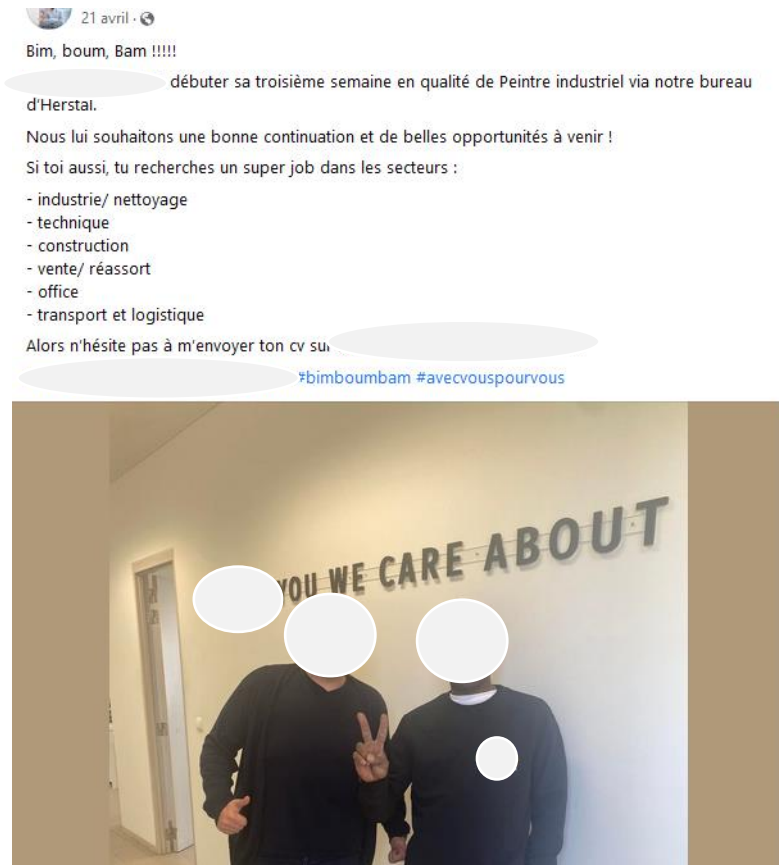 21 avril ·
Bim, boum, Bam !!!!!
débuter sa troisième semaine en qualité de Peintre industriel via notre bureau
d'Herstal.
Nous lui souhaitons une bonne continuation et de belles opportunités à venir !
Si toi aussi, tu recherches un super job dans les secteurs :
- industrie/ nettoyage
- technique
- construction
- vente/ réassort
- office
- transport et logistique
Alors n'hésite pas à m'envoyer ton cv sur
#bimboumbam #avecvouspourvous
YOU WE CARE ABOUT